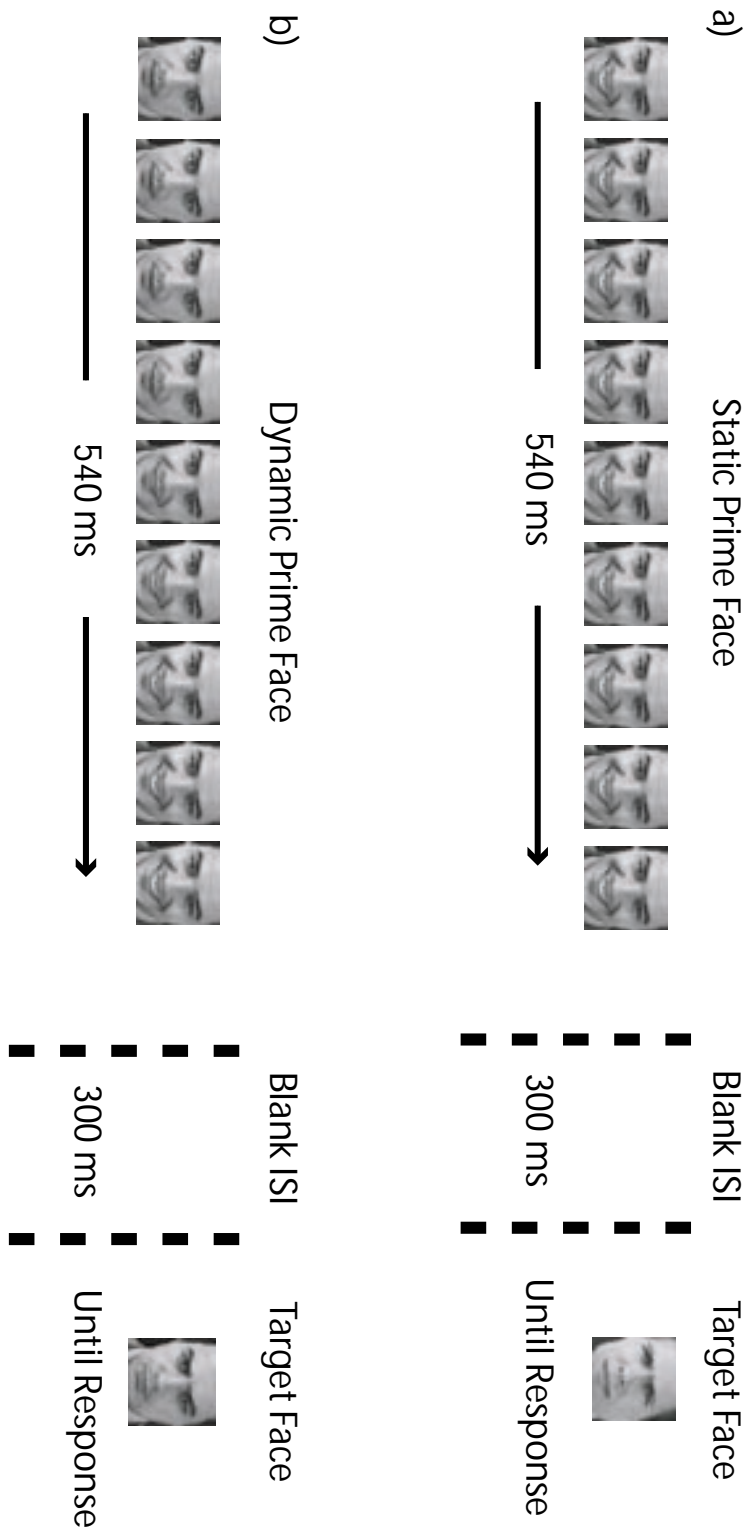 a)
Static Prime Face
Blank ISI
Target Face
540 ms
300 ms
Until Response
b)
Dynamic Prime Face
Blank ISI
Target Face
540 ms
300 ms
Until Response